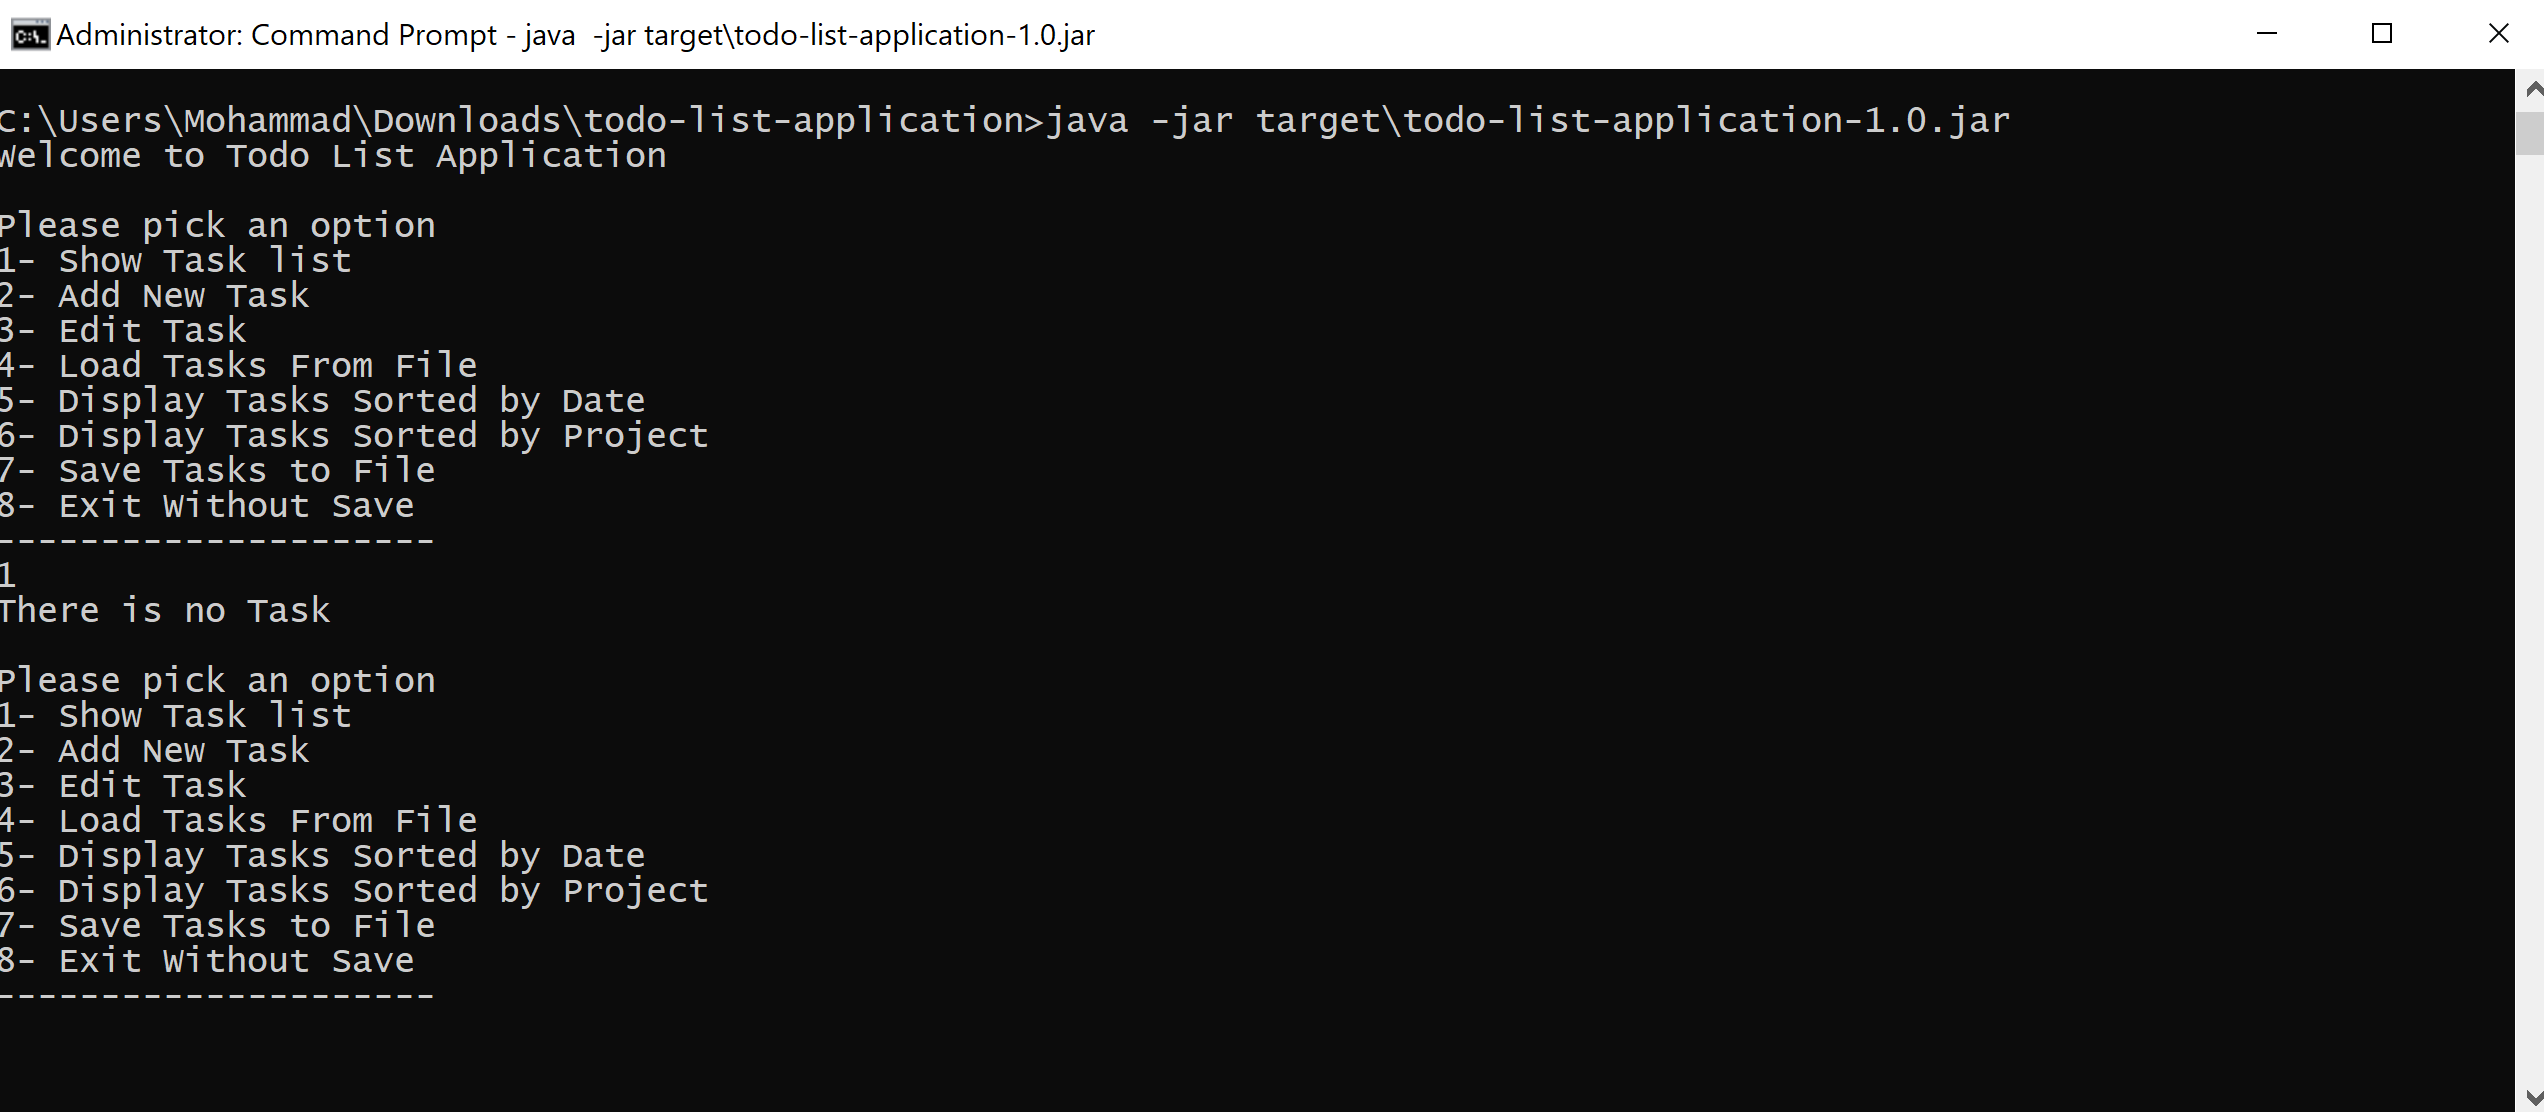 Administrator: Command Prompt - java  -jar target\todo-list-application-1.0.jar
C:\Users\Mohammad\Downloads\todo-list-application>java -jar target\todo-list-application-1.0.jar
Welcome to Todo List Application
Please pick an option
1- Show Task list
2- Add New Task
3- Edit Task
4- Load Tasks From File
5- Display Tasks Sorted by Date
6- Display Tasks Sorted by Project
7- Save Tasks to File
8- Exit Without Save
---------------------
1
There is no Task
Please pick an option
1- Show Task list
2- Add New Task
3- Edit Task
4- Load Tasks From File
5- Display Tasks Sorted by Date
6- Display Tasks Sorted by Project
7- Save Tasks to File
8- Exit Without Save
---------------------